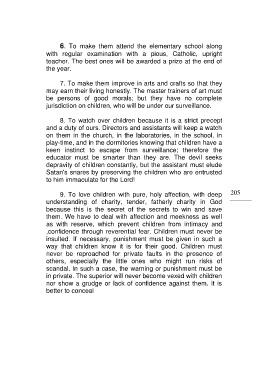 6. To make them attend the elementary school along
with regular examination with a pious, Catholic, upright
teacher. The best ones will be awarded a prize at the end of
the year.
7. To make them improve in arts and crafts so that they
may earn their living honestly. The master trainers of art must
be persons of good morals; but they have no complete
jurisdiction on children, who will be under our surveillance.
8. To watch over children because it is a strict precept
and a duty of ours. Directors and assistants will keep a watch
on them in the church, in the laboratories, in the school, in
play-time, and in the dormitories knowing that children have a
keen instinct to escape from surveillance; therefore the
educator must be smarter than they are. The devil seeks
depravity of children constantly, but the assistant must elude
Satan's snares by preserving the children who are entrusted
to him immaculate for the Lord!
9. To love children with pure, holy affection, with deep
understanding of charity, tender, fatherly charity in God
because this is the secret of the secrets to win and save
them. We have to deal with affection and meekness as well
as with reserve, which prevent children from intimacy and
,confidence through reverential fear. Children must never be
insulted. If necessary, punishment must be given in such a
way that children know it is for their good. Children must
never be reproached for private faults in the presence of
others, especially the little ones who might run risks of
scandal. In such a case, the warning or punishment must be
in private. The superior will never become vexed with children
nor show a grudge or lack of confidence against them. It is
better to conceal
205